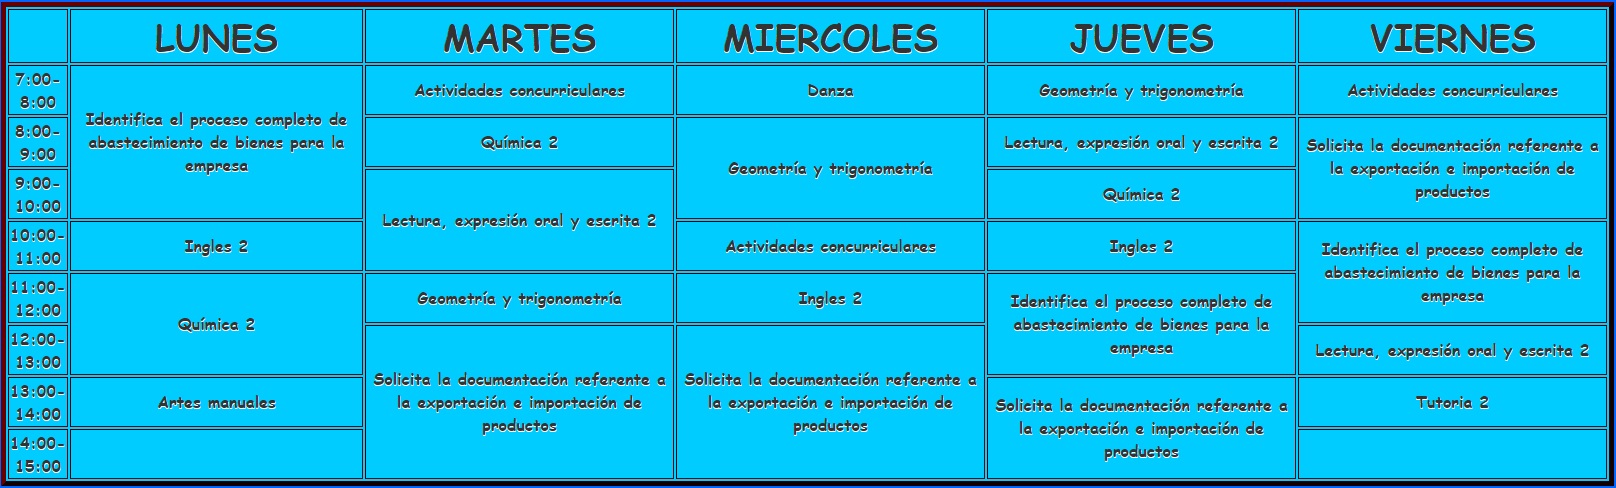 LUNES MARTES MIERCOLES JUEVES VIERNES
7:00-
8:00
Identifica el proceso completo de
abastecimiento de bienes para la
empresa
Actividades concurriculares
Danza
Geometría y trigonometría
Actividades concurriculares
8:00-
9:00
Química 2
Geometría y trigonometría
Lectura, expresión oral y escrita 2
Solicita la documentación referente a
la exportación e importación de
productos
9:00-
10:00
Lectura, expresión oral y escrita 2
Química 2
10:00-
11:00
Ingles 2
Actividades concurriculares
Ingles 2
Identifica el proceso completo de
abastecimiento de bienes para la
empresa
11:00-
12:00
Química 2
Geometría y trigonometría
Ingles 2
Identifica el proceso completo de
abastecimiento de bienes para la
empresa
12:00-
13:00
Solicita la documentación referente a
la exportación e importación de
productos
Solicita la documentación referente a
la exportación e importación de
productos
Lectura, expresión oral y escrita 2
13:00-
14:00
Artes manuales
Solicita la documentación referente a
la exportación e importación de
productos
Tutoria 2
14:00-
15:00